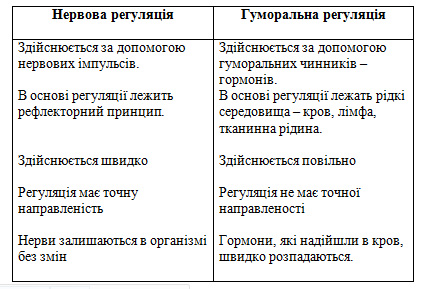 Нервова регуляція
Гуморальна регуляція
Здійснюється за допомогою
нервових імпульсів.
Здійснюється за допомогою
гуморальних чинників –
гормонів.
В основі регуляції лежить
рефлекторний принцип.
В основі регуляції лежать рідкі
середовища – кров, лімфа,
тканинна рідина.
Здійснюється швидко
Здійснюється повільно
Регуляція має точну
направленість
Регуляція не має точної
направленості
Нерви залишаються в організмі
без змін
Гормони, які надійшли в кров,
швидко розпадаються.